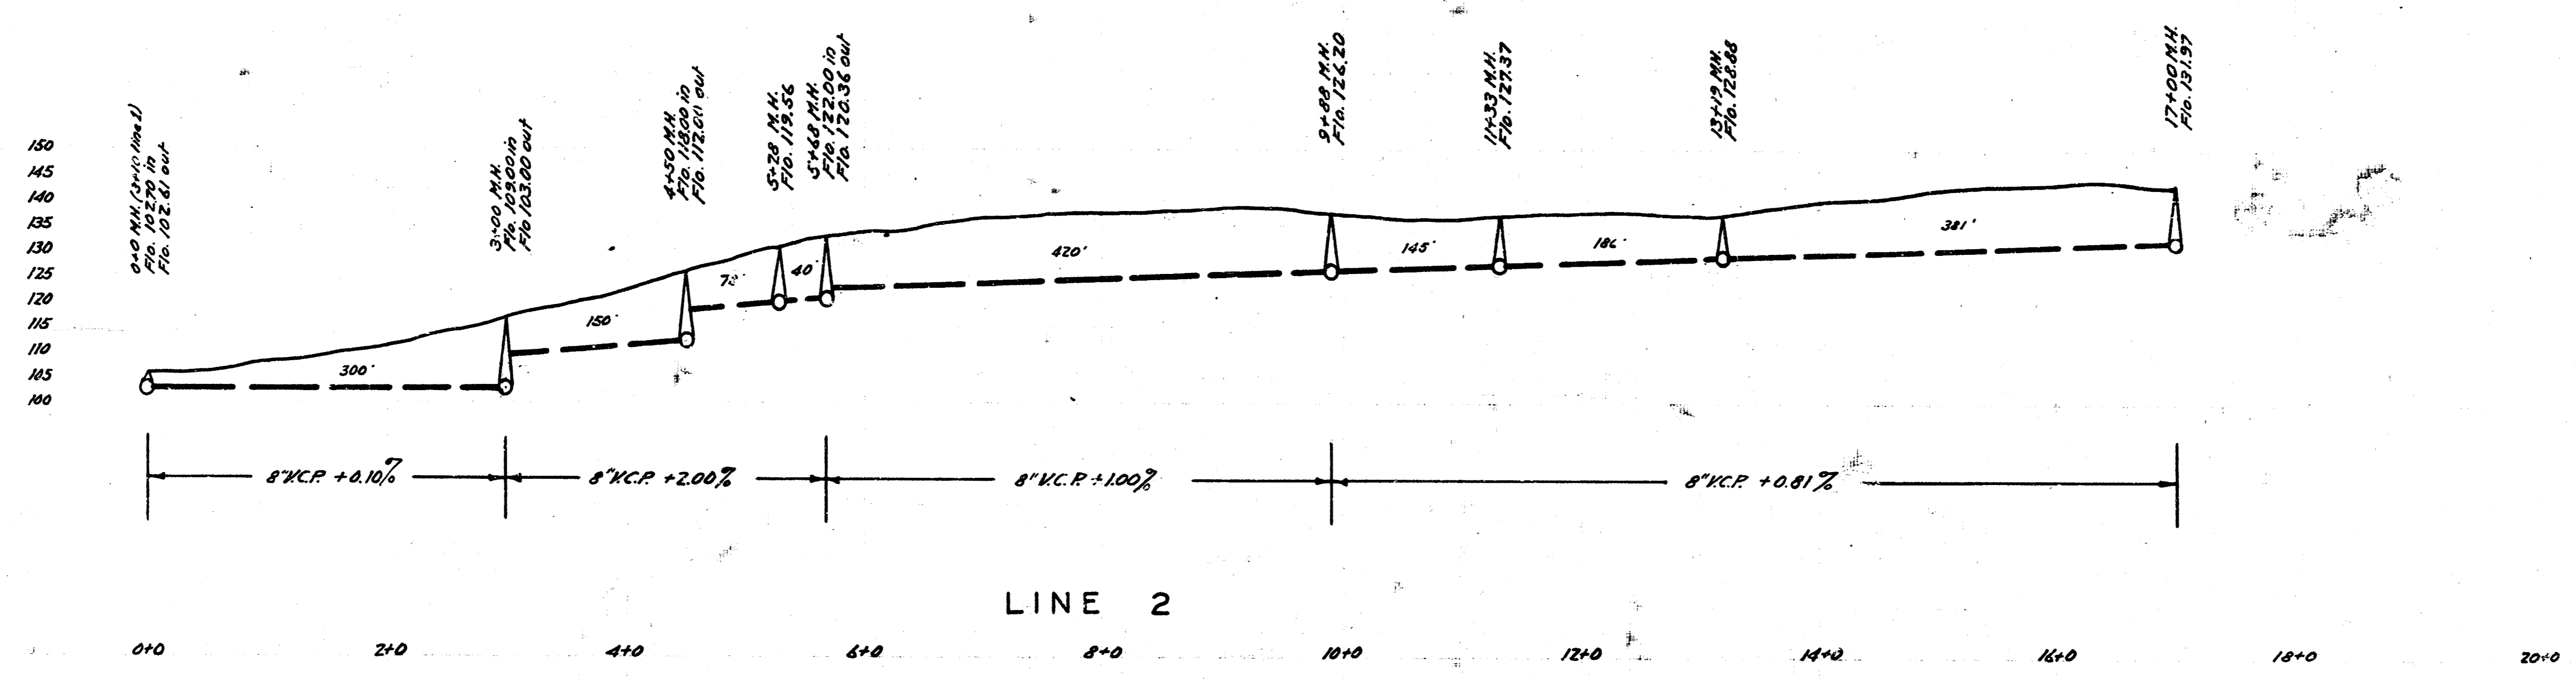 0+0 M.H. (3+10 line 1)
Flo. 102.70 in
Flo. 102.61 out
3+00 M.H.
Flo. 109.00 in
Flo 103.00 out
4+50 M.H.
Flo. 118.00 in
Flo. 112.00 out
5+28 M.H.
Flo. 119.56
5+68 M.H.
Flo. 122.00 in
Flo. 120.36 out
9+88 M.H.
Flo. 126.20
11+33 M.H.
Flo. 127.37
13+19 M.H.
Flo. 128.88
17+00 M.H.
Flo. 131.97
150
145
140
135
130
125
120
115
110
105
100
300'
150'
78'
40'
420'
145'
186'
381'
8" V.C.P. +0.10%
8" V.C.P. +2.00%
8" V.C.P. +1.00%
8" V.C.P. +0.81%
LINE 2
0+0 2+0 4+0 6+0 8+0 10+0 12+0 14+0 16+0 18+0 20+0